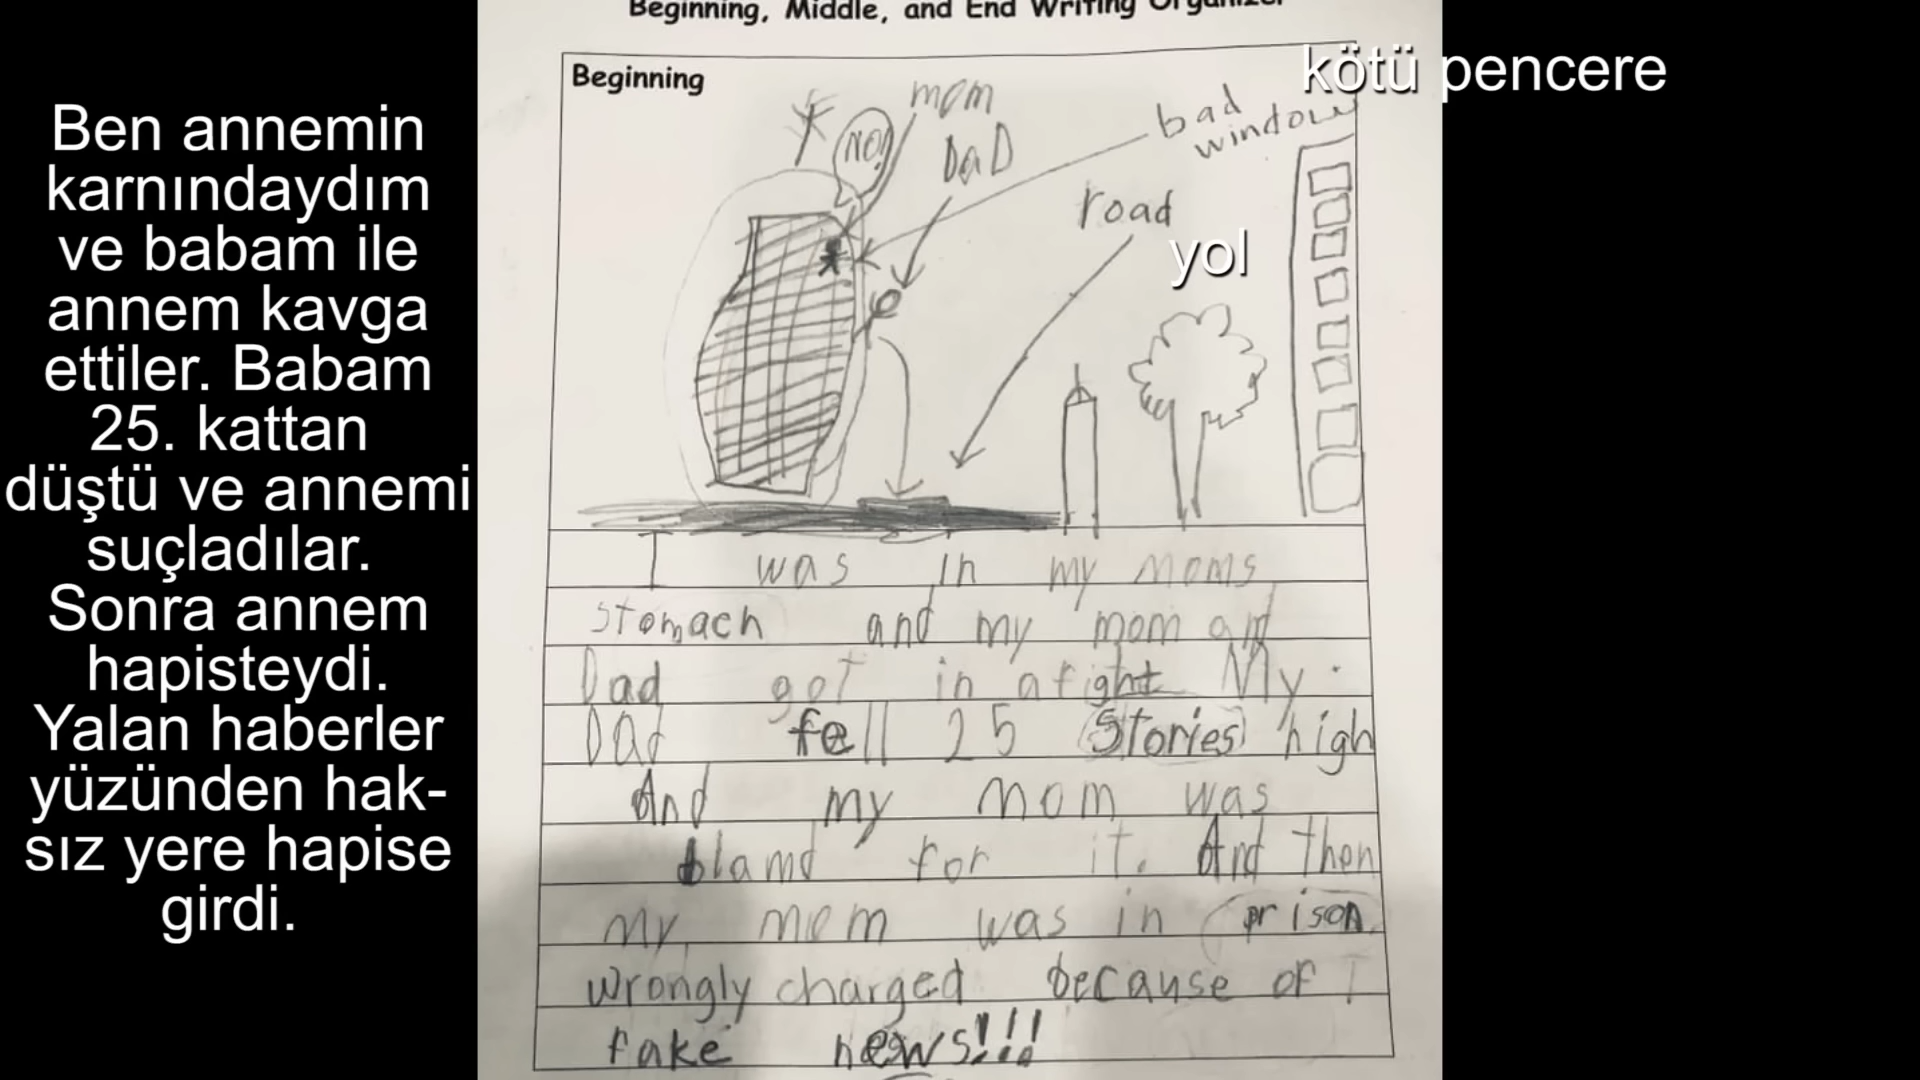 Beginning, Middle, and End Writing Organizer
kötü pencere
Beginning
mom
NO!
DaD
bad
window
road
yol
Ben annemin
karnındaydım
ve babam ile
annem kavga
ettiler. Babam
25. kattan
düştü ve annemi
suçladılar.
Sonra annem
hapisteydi.
Yalan haberler
yüzünden hak-
sız yere hapise
girdi.
I was in my moms
stomach and my mom and
Dad got in a fight My
Dad fell 25 Stories high
And my mom was
blamd for it. And then
my mom was in prison
wrongly charged because of
fake news!!!